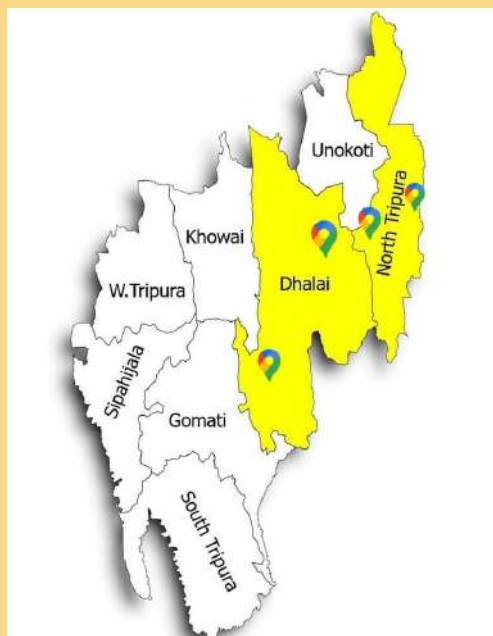 Unokoti
North Tripura
Khowai
Dhalai
W.Tripura
Sipahijala
Gomati
South Tripura